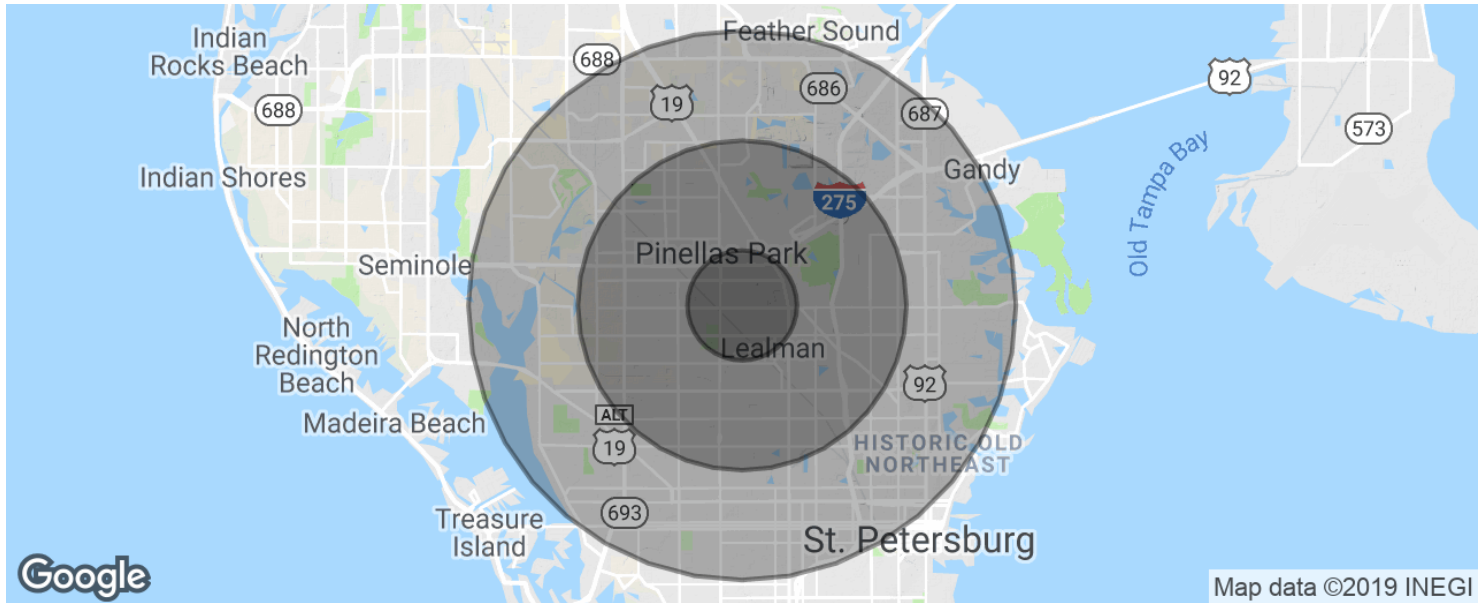 Feather Sound
Indian
Rocks Beach
688
688
19
686
687
92
573
Indian Shores
Gandy
275
Old Tampa Bay
Pinellas Park
Seminole
North
Redington
Beach
Lealman
92
Madeira Beach
ALT
19
HISTORIC OLD
NORTHEAST
693
Treasure
Island
St. Petersburg
Google
Map data ©2019 INEGI